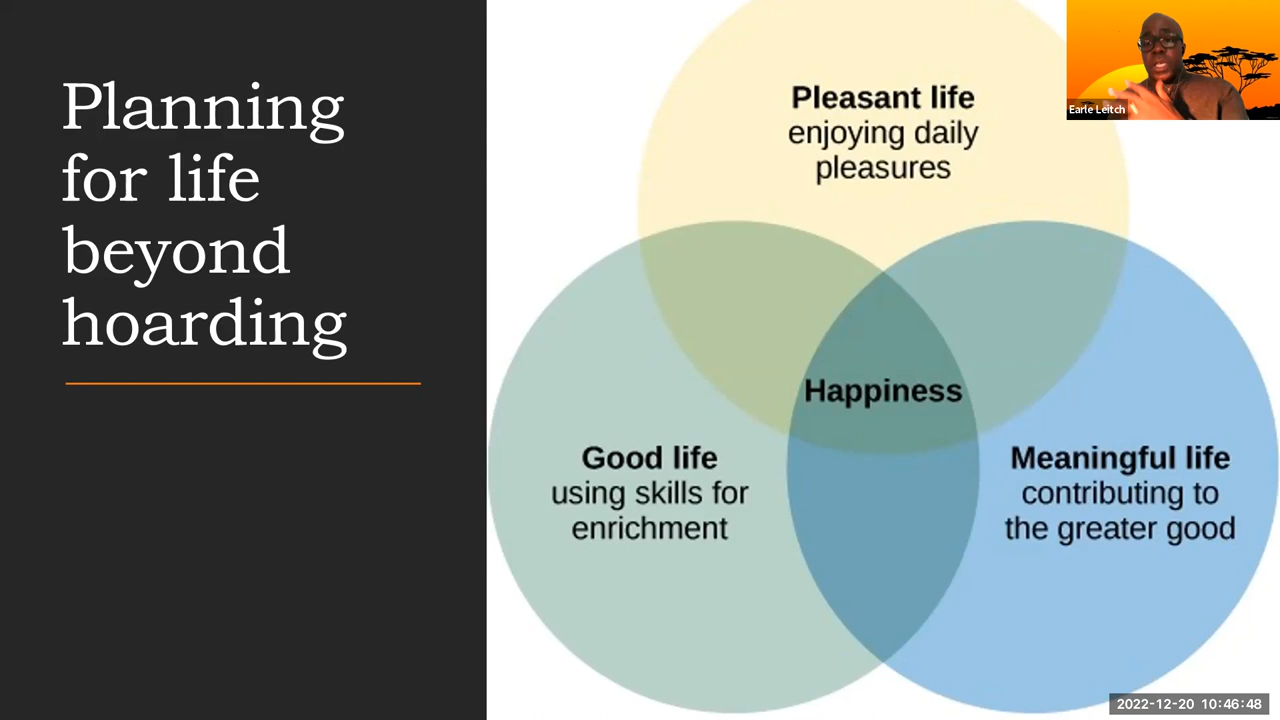 Planning
for life
beyond
hoarding
Pleasant life
enjoying daily
pleasures
Earle Leitch
Happiness
Good life
using skills for
enrichment
Meaningful life
contributing to
the greater good
2022-12-20 10:46:48